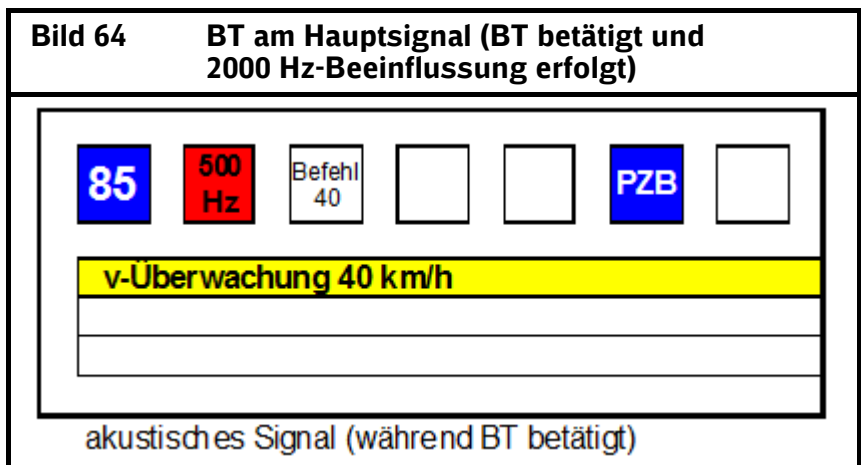 Bild 64 BT am Hauptsignal (BT betätigt und
2000 Hz-Beeinflussung erfolgt)
85 500 Hz Befehl 40 PZB
v-Überwachung 40 km/h
akustisches Signal (während BT betätigt)